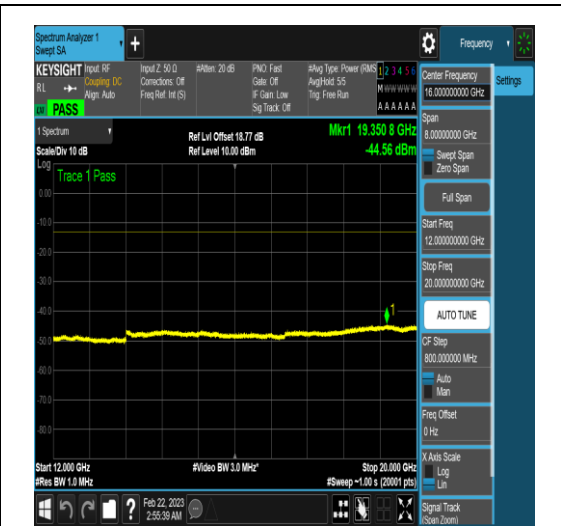 Spectrum Analyzer 1
Swept SA
+
Frequency
KEYSIGHT
RL
PASS
Input: RF
Coupling: DC
Align: Auto
Input Z: 50 Ω
Corrections: Off
Freq Ref: Int (S)
#Atten: 20 dB
PNO: Fast
Gate: Off
IF Gain: Low
Sig Track: Off
#Avg Type: Power (RMS
Avg|Hold: 5/5
Trig: Free Run
1 2 3 4 5 6
M W W W W W
A A A A A A
1 Spectrum
Scale/Div 10 dB
Ref Lvl Offset 18.77 dB
Ref Level 10.00 dBm
Mkr1 19.350 8 GHz
-44.56 dBm
Log
Trace 1 Pass
0.00
-10.0
-20.0
-30.0
-40.0
-50.0
-60.0
-70.0
-80.0
1
Start 12.000 GHz
#Res BW 1.0 MHz
#Video BW 3.0 MHz*
Stop 20.000 GHz
#Sweep ~1.00 s (20001 pts)
?
Feb 22, 2023
2:55:39 AM
Center Frequency
16.000000000 GHz
Settings
Span
8.00000000 GHz
Swept Span
Zero Span
Full Span
Start Freq
12.000000000 GHz
Stop Freq
20.000000000 GHz
AUTO TUNE
CF Step
800.000000 MHz
Auto
Man
Freq Offset
0 Hz
X Axis Scale
Log
Lin
Signal Track
(Span Zoom)